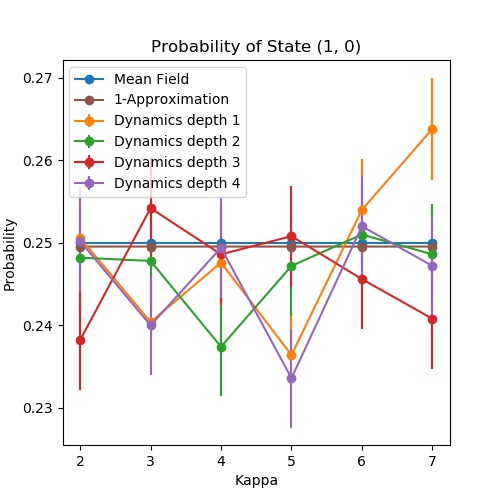 Probability of State (1, 0)
Mean Field
1-Approximation
Dynamics depth 1
Dynamics depth 2
Dynamics depth 3
Dynamics depth 4
0.27
0.26
0.25
0.24
0.23
Probability
2 3 4 5 6 7
Kappa